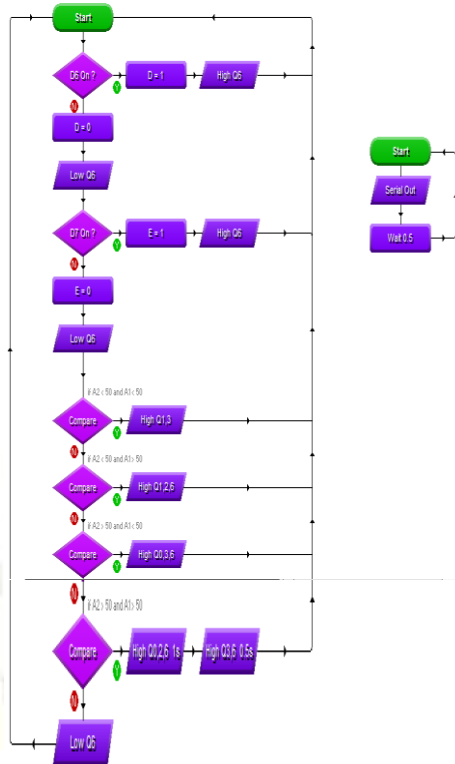 Start
D6 On ?
Y
D = 1
High Q6
N
D = 0
Low Q6
D7 On ?
Y
E = 1
High Q6
N
E = 0
Low Q6
if A2 < 50 and A1 < 50
Compare
Y
High Q1,3
N
if A2 < 50 and A1 > 50
Compare
Y
High Q1,2,6
N
if A2 > 50 and A1 < 50
Compare
Y
High Q0,3,6
N
if A2 > 50 and A1 > 50
Compare
Y
High Q0,2,6 1s
High Q3,6 0.5s
N
Low Q6
Start
Serial Out
Wait 0.5